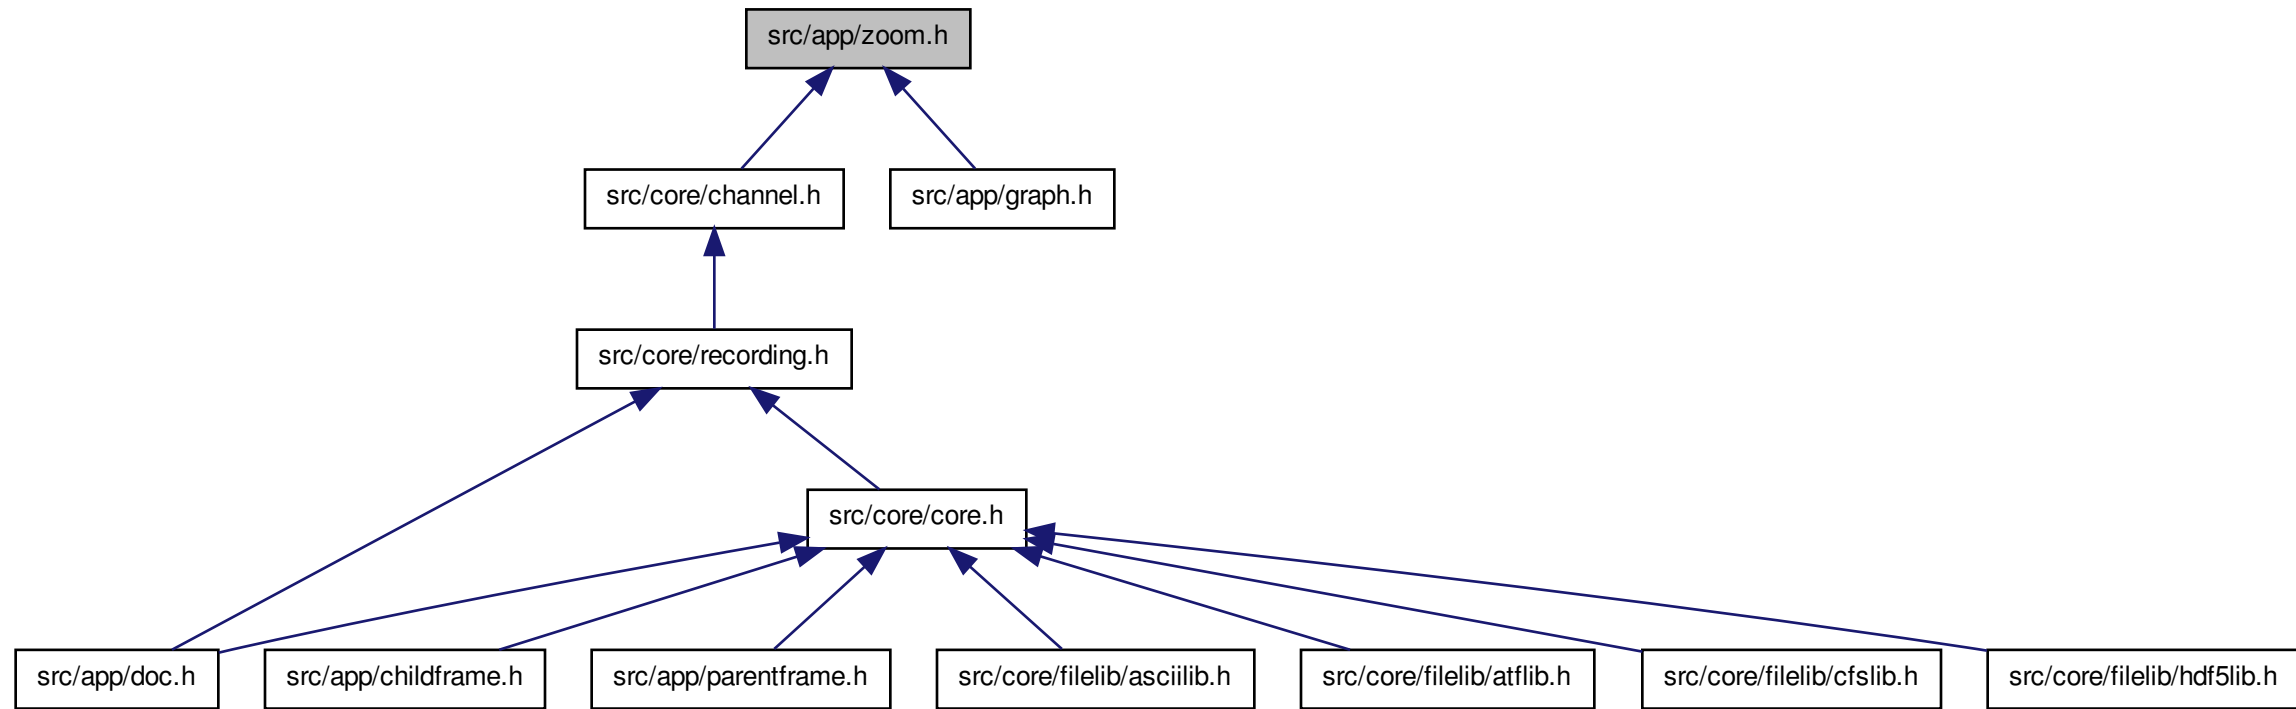 src/app/zoom.h
src/core/channel.h
src/app/graph.h
src/core/recording.h
src/core/core.h
src/app/doc.h
src/app/childframe.h
src/app/parentframe.h
src/core/filelib/asciilib.h
src/core/filelib/atflib.h
src/core/filelib/cfslib.h
src/core/filelib/hdf5lib.h